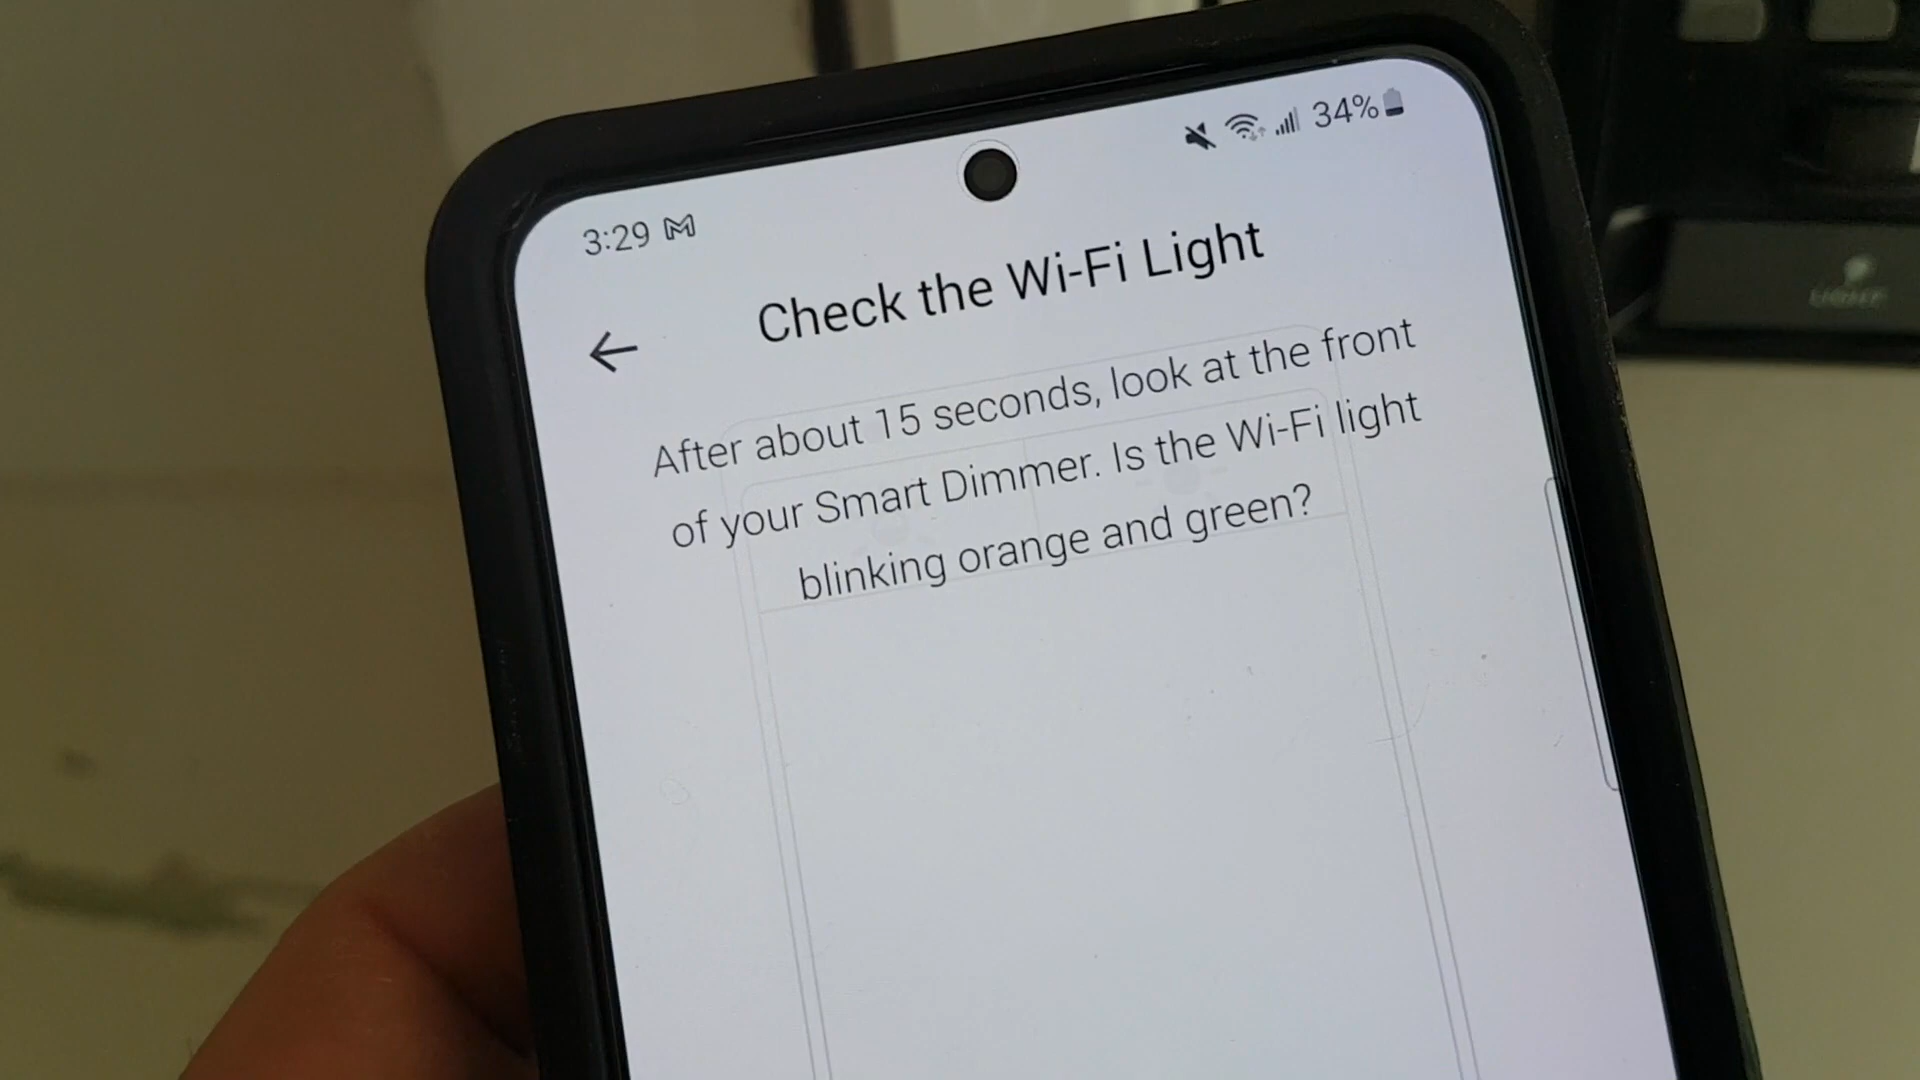 3:29 34%
Check the Wi-Fi Light
After about 15 seconds, look at the front
of your Smart Dimmer. Is the Wi-Fi light
blinking orange and green?
LIGHT